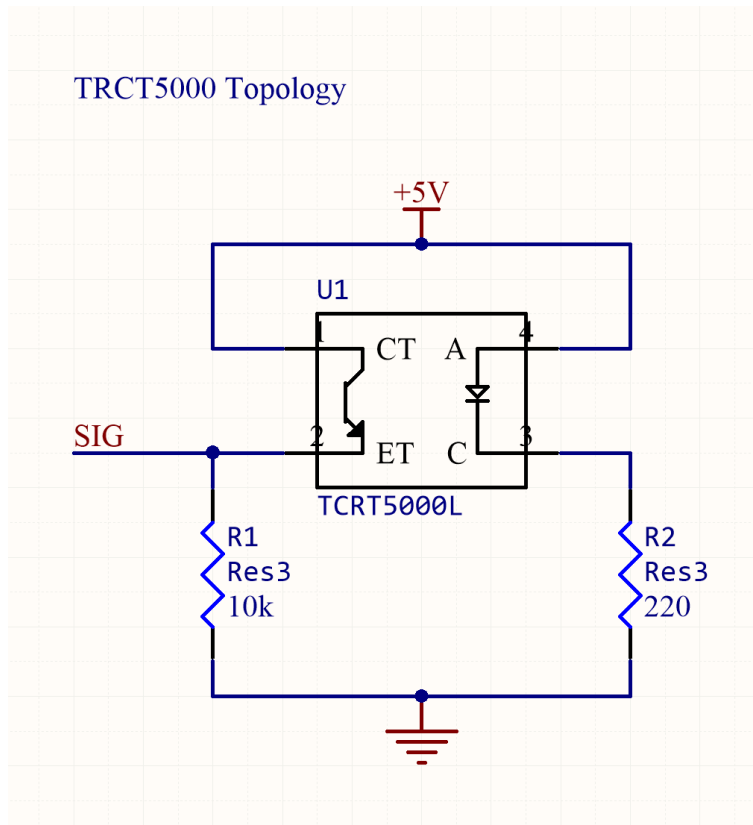 TRCT5000 Topology
+5V
U1
1
4
CT
A
SIG
2
3
ET
C
TCRT5000L
R1
Res3
10k
R2
Res3
220